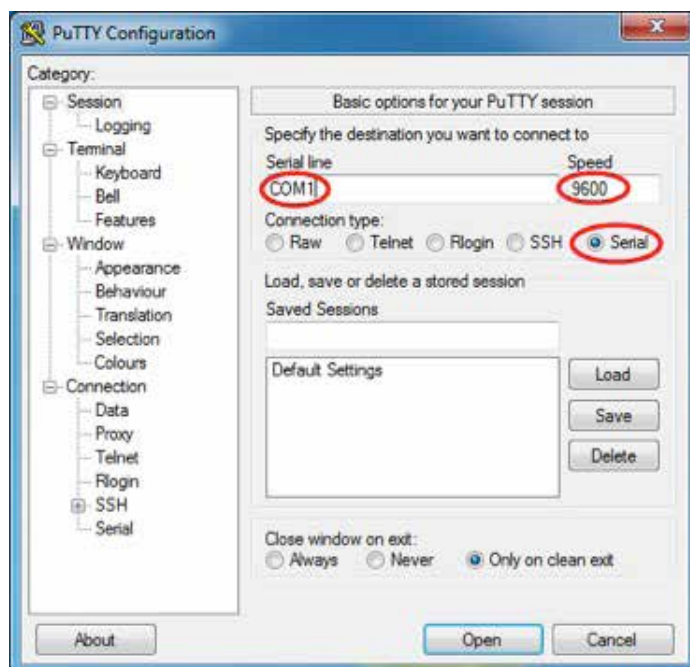 PuTTY Configuration
Category:
Session
Logging
Terminal
Keyboard
Bell
Features
Window
Appearance
Behaviour
Translation
Selection
Colours
Connection
Data
Proxy
Telnet
Rlogin
SSH
Serial
Basic options for your PuTTY session
Specify the destination you want to connect to
Serial line Speed
COM1 9600
Connection type:
Raw Telnet Rlogin SSH Serial
Load, save or delete a stored session
Saved Sessions
Default Settings
Load
Save
Delete
Close window on exit:
Always Never Only on clean exit
About Open Cancel